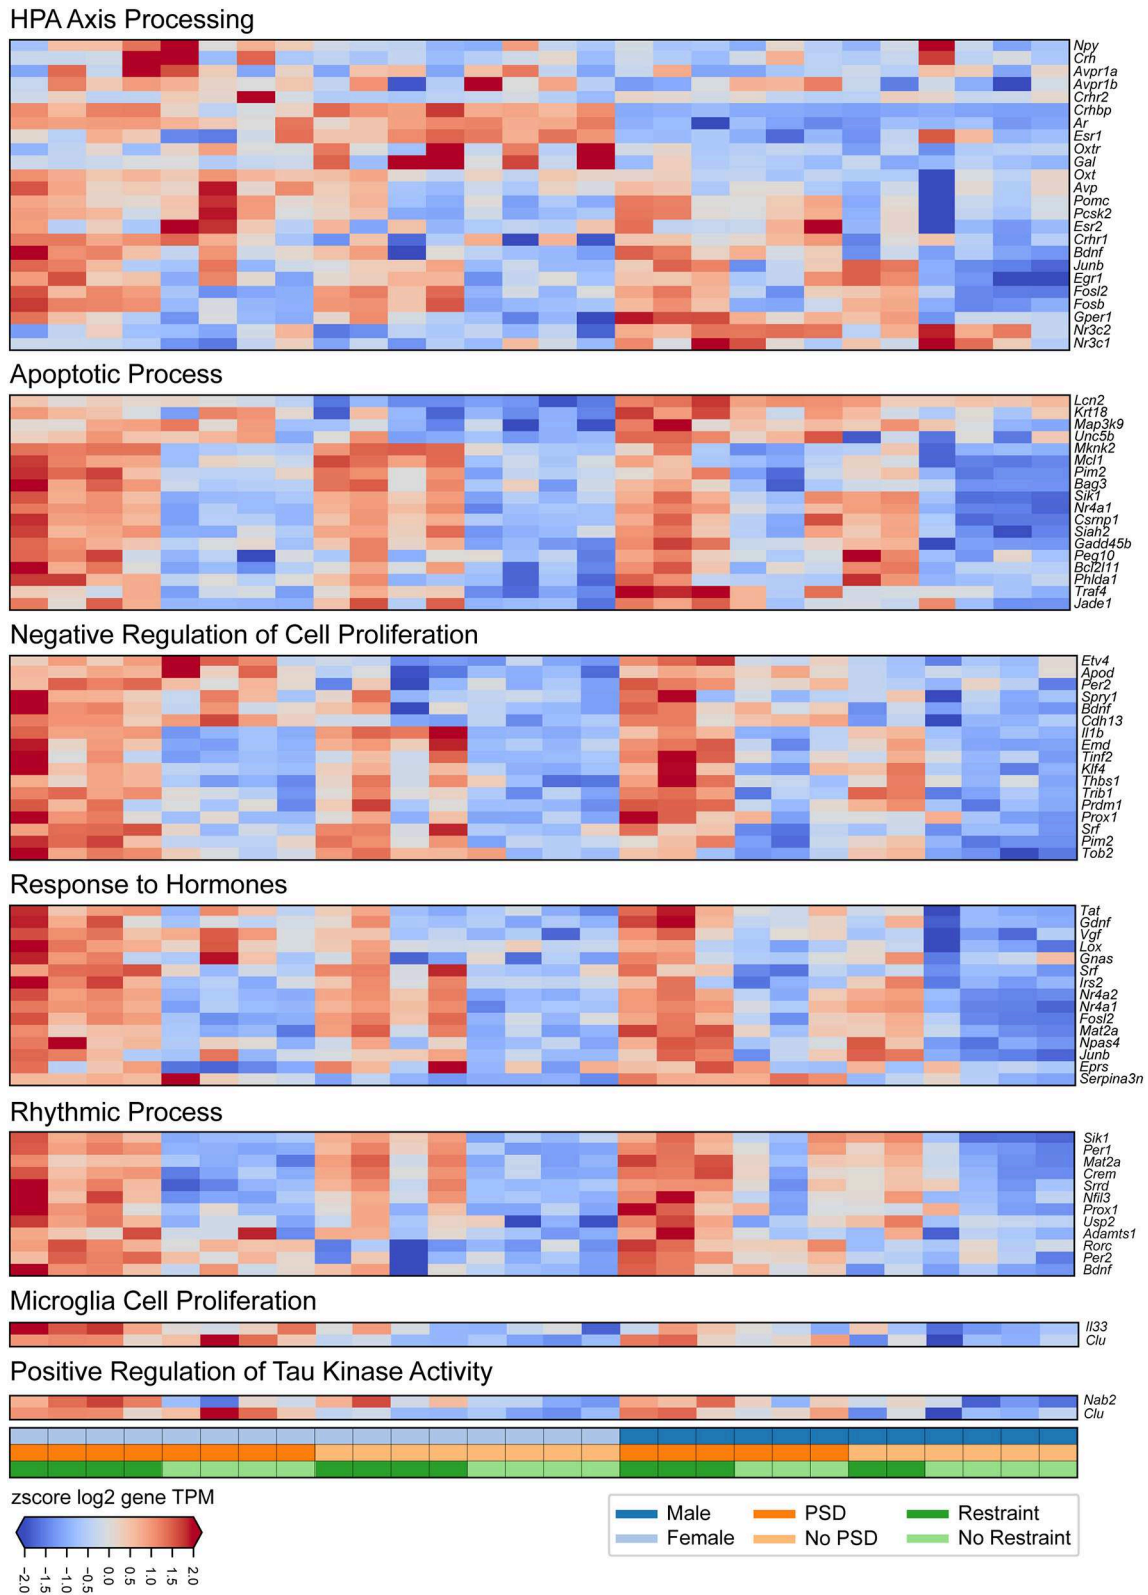 HPA Axis Processing
Npy
Crh
Avpr1a
Avpr1b
Crhr2
Crhbp
Ar
Esr1
Oxtr
Gal
Oxt
Avp
Pomc
Pcsk2
Esr2
Crhr1
Bdnf
Junb
Egr1
Fosl2
Fosb
Gper1
Nr3c2
Nr3c1
Apoptotic Process
Lcn2
Krt18
Map3k9
Unc5b
Mknk2
Mcl1
Pim2
Bag3
Sik1
Nr4a1
Csrnp1
Siah2
Gadd45b
Peg10
Bcl2l11
Phlda1
Traf4
Jade1
Negative Regulation of Cell Proliferation
Etv4
Apod
Per2
Spry1
Bdnf
Cdh13
Il1b
Emd
Tinf2
Klf4
Thbs1
Trib1
Prdm1
Prox1
Srf
Pim2
Tob2
Response to Hormones
Tat
Gdnf
Vgf
Lox
Gnas
Srf
Irs2
Nr4a2
Nr4a1
Fosl2
Mat2a
Npas4
Junb
Eprs
Serpina3n
Rhythmic Process
Sik1
Per1
Mat2a
Crem
Srrd
Nfil3
Prox1
Usp2
Adamts1
Rorc
Per2
Bdnf
Microglia Cell Proliferation
Il33
Clu
Positive Regulation of Tau Kinase Activity
Nab2
Clu
zscore log2 gene TPM
-2.0
-1.5
-1.0
-0.5
0.0
0.5
1.0
1.5
2.0
Male PSD Restraint
Female No PSD No Restraint